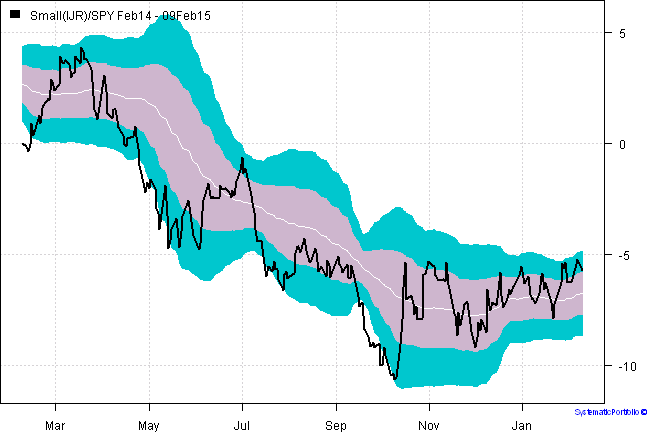 Small(IJR)/SPY Feb14 - 09Feb15
5
0
-5
-10
Mar May Jul Sep Nov Jan
SystematicPortfolio ©